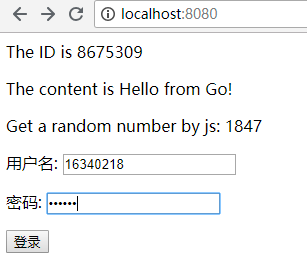 localhost:8080
The ID is 8675309
The content is Hello from Go!
Get a random number by js: 1847
用户名: 16340218
密码: ••••••
登录